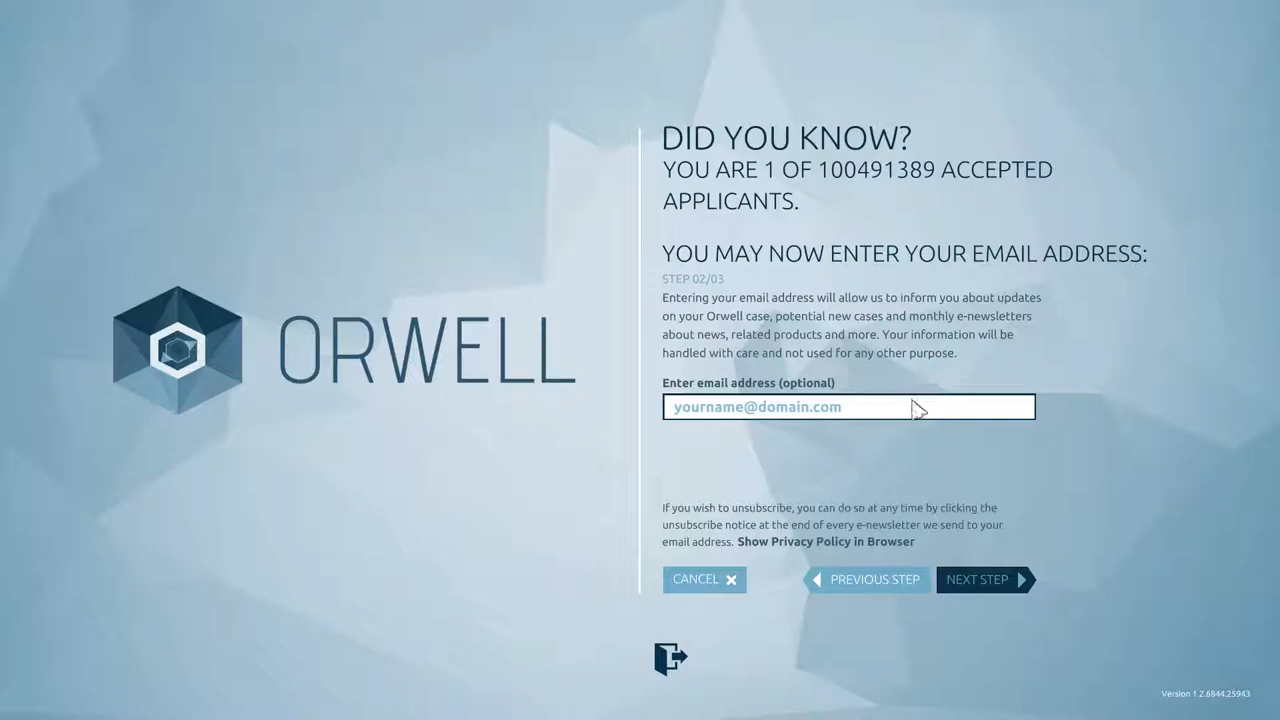 DID YOU KNOW?
YOU ARE 1 OF 100491389 ACCEPTED
APPLICANTS.
YOU MAY NOW ENTER YOUR EMAIL ADDRESS:
STEP 02/03
Entering your email address will allow us to inform you about updates
on your Orwell case, potential new cases and monthly e-newsletters
about news, related products and more. Your information will be
handled with care and not used for any other purpose.
ORWELL
Enter email address (optional)
yourname@domain.com
If you wish to unsubscribe, you can do so at any time by clicking the
unsubscribe notice at the end of every e-newsletter we send to your
email address. Show Privacy Policy in Browser
CANCEL
PREVIOUS STEP
NEXT STEP
Version 1.2.6844.25943